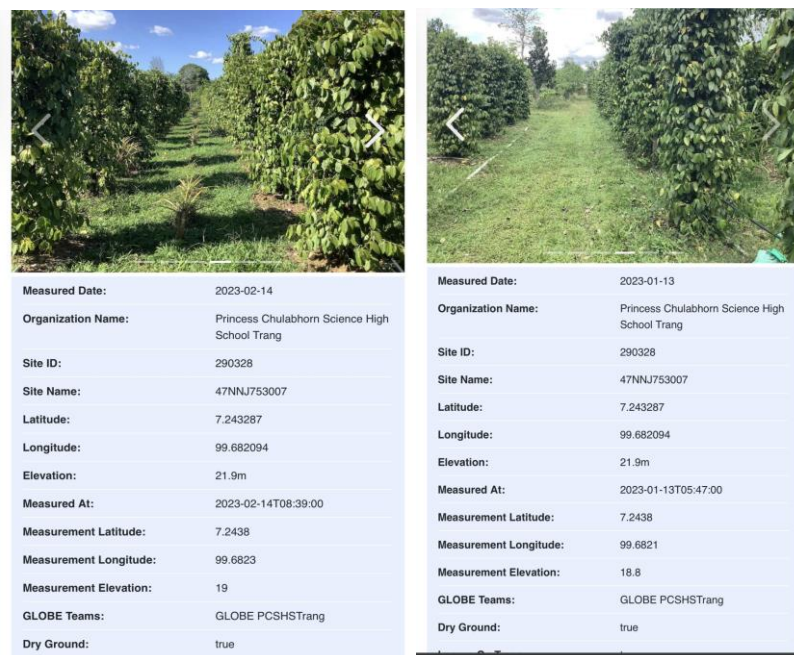 Measured Date: 2023-02-14
Organization Name: Princess Chulabhorn Science High
School Trang
Site ID: 290328
Site Name: 47NNJ753007
Latitude: 7.243287
Longitude: 99.682094
Elevation: 21.9m
Measured At: 2023-02-14T08:39:00
Measurement Latitude: 7.2438
Measurement Longitude: 99.6823
Measurement Elevation: 19
GLOBE Teams: GLOBE PCSHSTrang
Dry Ground: true
Measured Date: 2023-01-13
Organization Name: Princess Chulabhorn Science High
School Trang
Site ID: 290328
Site Name: 47NNJ753007
Latitude: 7.243287
Longitude: 99.682094
Elevation: 21.9m
Measured At: 2023-01-13T05:47:00
Measurement Latitude: 7.2438
Measurement Longitude: 99.6821
Measurement Elevation: 18.8
GLOBE Teams: GLOBE PCSHSTrang
Dry Ground: true